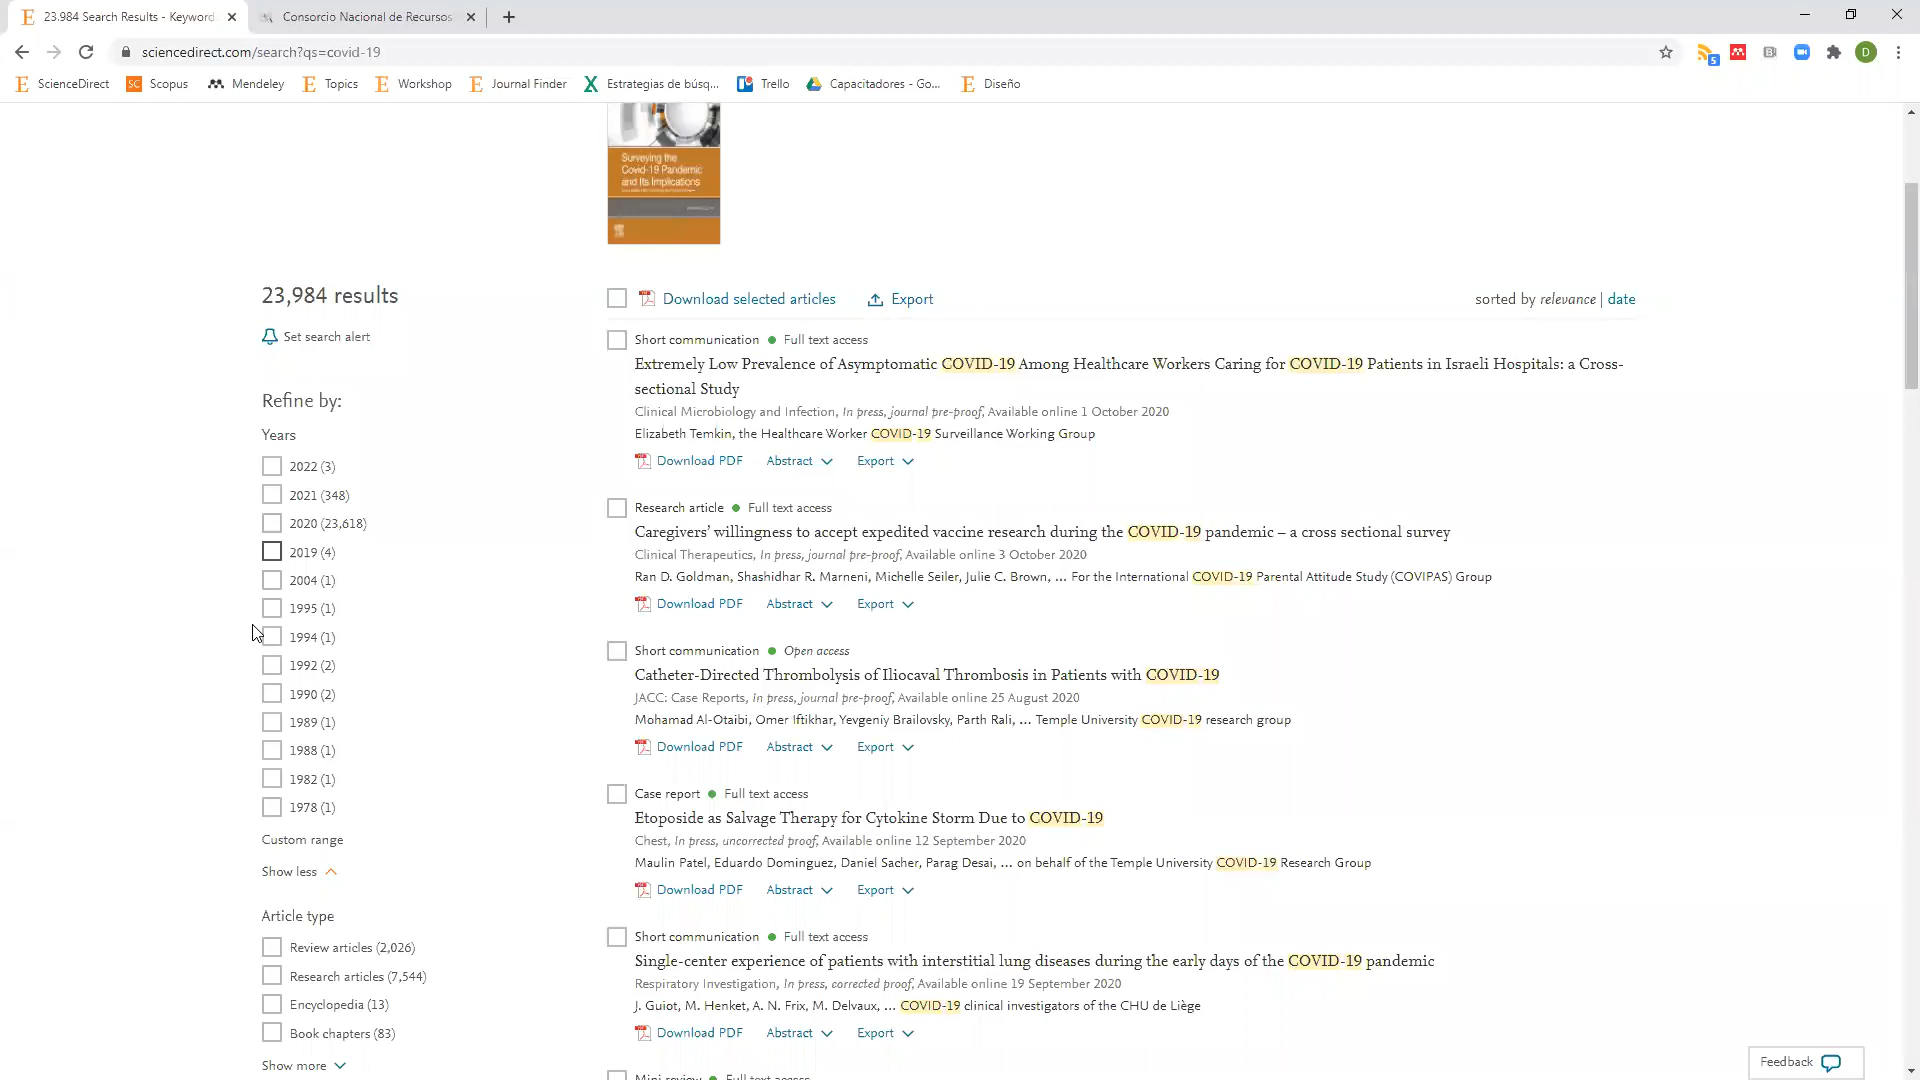 23.984 Search Results - Keyword
Consorcio Nacional de Recursos
sciencedirect.com/search?qs=covid-19
5
D
ScienceDirect
SC Scopus
Mendeley
Topics
Workshop
Journal Finder
Estrategias de búsq...
Trello
Capacitadores - Go...
Diseño
Surveying the
Covid-19 Pandemic
and Its Implications
23,984 results
Download selected articles
Export
sorted by relevance | date
Set search alert
Refine by:
Years
2022 (3)
2021 (348)
2020 (23,618)
2019 (4)
2004 (1)
1995 (1)
1994 (1)
1992 (2)
1990 (2)
1989 (1)
1988 (1)
1982 (1)
1978 (1)
Custom range
Show less
Article type
Review articles (2,026)
Research articles (7,544)
Encyclopedia (13)
Book chapters (83)
Show more
Short communication Full text access
Extremely Low Prevalence of Asymptomatic COVID-19 Among Healthcare Workers Caring for COVID-19 Patients in Israeli Hospitals: a Cross-
sectional Study
Clinical Microbiology and Infection, In press, journal pre-proof, Available online 1 October 2020
Elizabeth Temkin, the Healthcare Worker COVID-19 Surveillance Working Group
Download PDF Abstract Export
Research article Full text access
Caregivers’ willingness to accept expedited vaccine research during the COVID-19 pandemic – a cross sectional survey
Clinical Therapeutics, In press, journal pre-proof, Available online 3 October 2020
Ran D. Goldman, Shashidhar R. Marneni, Michelle Seiler, Julie C. Brown, ... For the International COVID-19 Parental Attitude Study (COVIPAS) Group
Download PDF Abstract Export
Short communication Open access
Catheter-Directed Thrombolysis of Iliocaval Thrombosis in Patients with COVID-19
JACC: Case Reports, In press, journal pre-proof, Available online 25 August 2020
Mohamad Al-Otaibi, Omer Iftikhar, Yevgeniy Brailovsky, Parth Rali, ... Temple University COVID-19 research group
Download PDF Abstract Export
Case report Full text access
Etoposide as Salvage Therapy for Cytokine Storm Due to COVID-19
Chest, In press, uncorrected proof, Available online 12 September 2020
Maulin Patel, Eduardo Dominguez, Daniel Sacher, Parag Desai, ... on behalf of the Temple University COVID-19 Research Group
Download PDF Abstract Export
Short communication Full text access
Single-center experience of patients with interstitial lung diseases during the early days of the COVID-19 pandemic
Respiratory Investigation, In press, corrected proof, Available online 19 September 2020
J. Guiot, M. Henket, A. N. Frix, M. Delvaux, ... COVID-19 clinical investigators of the CHU de Liège
Download PDF Abstract Export
Mini review Full text access
Feedback